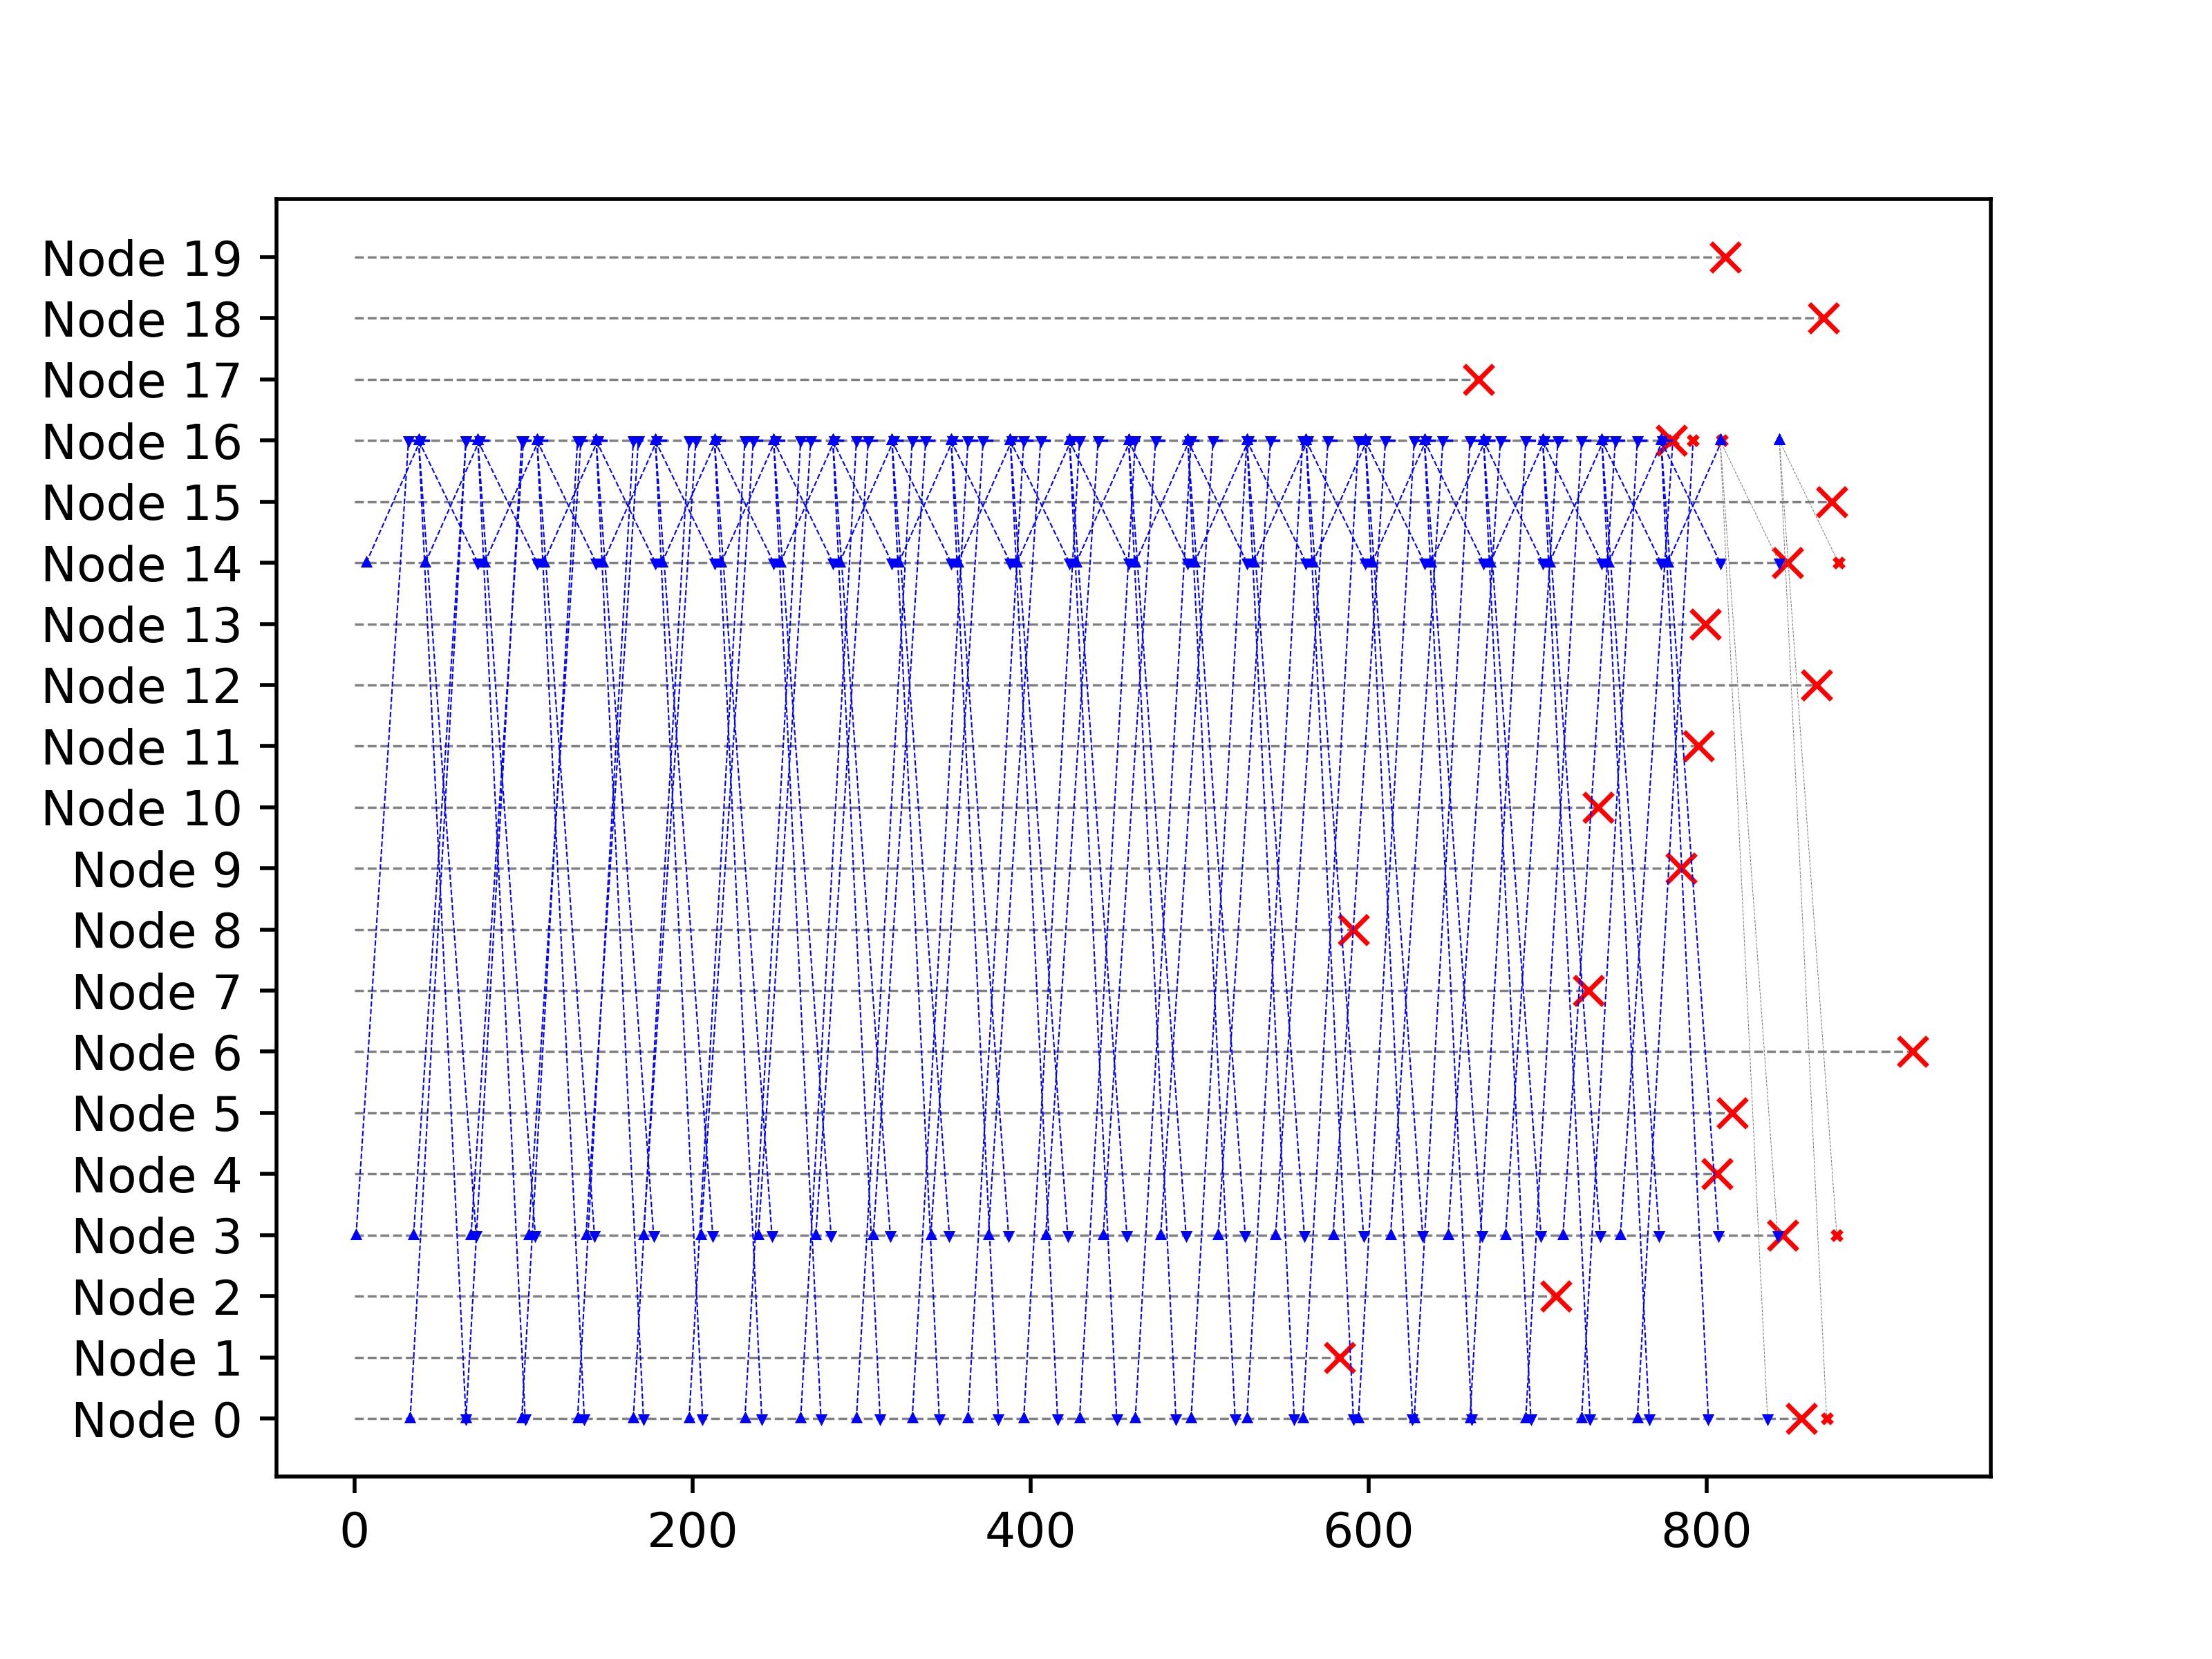 Node 19
Node 18
Node 17
Node 16
Node 15
Node 14
Node 13
Node 12
Node 11
Node 10
Node 9
Node 8
Node 7
Node 6
Node 5
Node 4
Node 3
Node 2
Node 1
Node 0
0 200 400 600 800